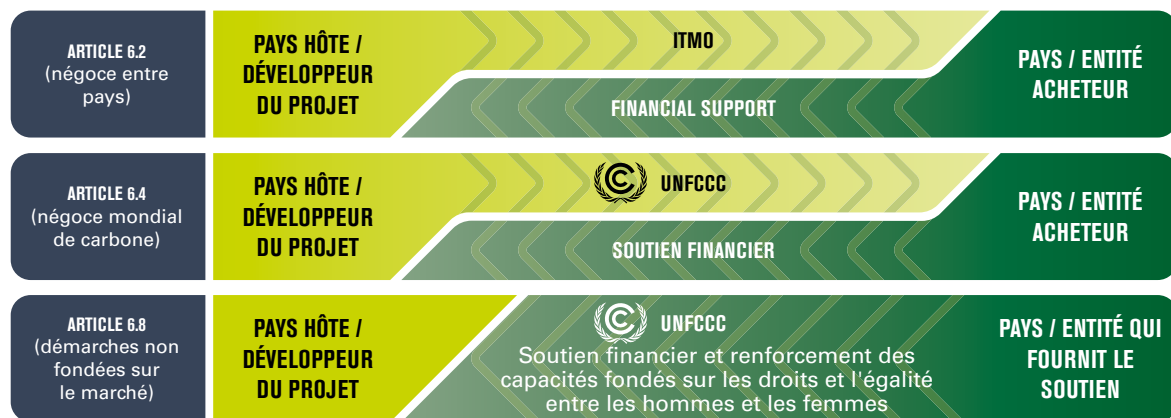 ARTICLE 6.2
(négoce entre
pays)
PAYS HÔTE /
DÉVELOPPEUR
DU PROJET
ITMO
FINANCIAL SUPPORT
PAYS / ENTITÉ
ACHETEUR
ARTICLE 6.4
(négoce mondial
de carbone)
PAYS HÔTE /
DÉVELOPPEUR
DU PROJET
UNFCCC
SOUTIEN FINANCIER
PAYS / ENTITÉ
ACHETEUR
ARTICLE 6.8
(démarches non
fondées sur
le marché)
PAYS HÔTE /
DÉVELOPPEUR
DU PROJET
UNFCCC
Soutien financier et renforcement des
capacités fondés sur les droits et l'égalité
entre les hommes et les femmes
PAYS / ENTITÉ QUI
FOURNIT LE
SOUTIEN